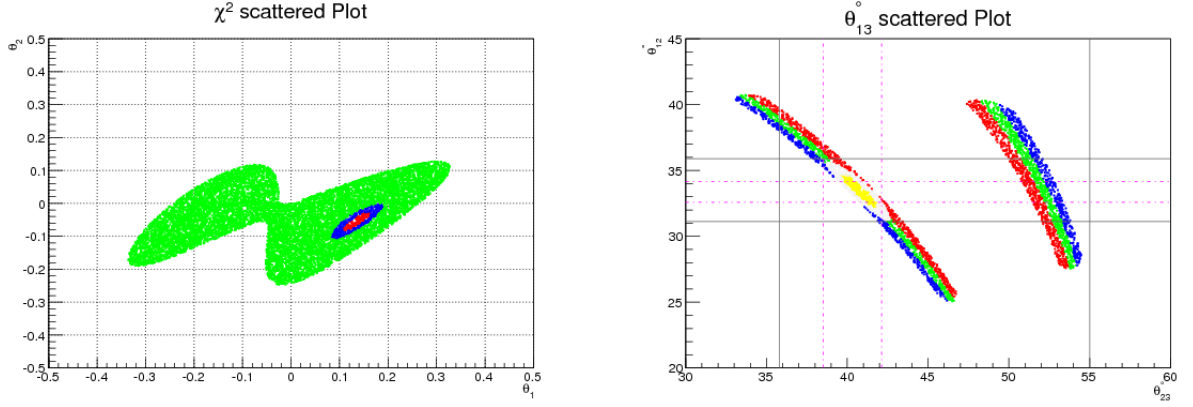 χ² scattered Plot
θ₂
0.5
0.4
0.3
0.2
0.1
0
-0.1
-0.2
-0.3
-0.4
-0.5
-0.5 -0.4 -0.3 -0.2 -0.1 0 0.1 0.2 0.3 0.4 0.5
θ₁
θ°₁₃ scattered Plot
θ°₁₂
45
40
35
30
25
20
30 35 40 45 50 55 60
θ°₂₃